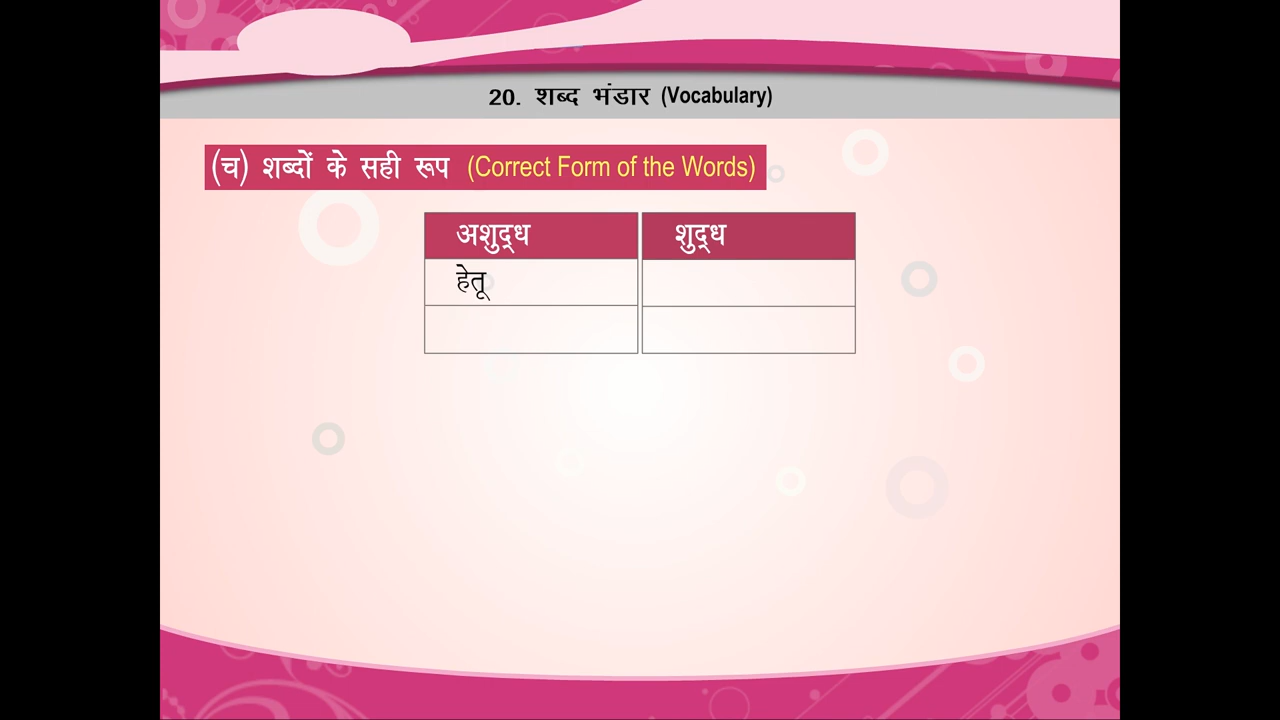 20. शब्द भंडार (Vocabulary)
(च) शब्दों के सही रूप (Correct Form of the Words)
अशुद्ध शुद्ध
हेतू